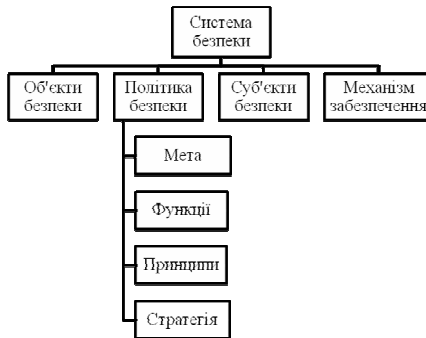 Система
безпеки
Об'єкти
безпеки
Політика
безпеки
Суб'єкти
безпеки
Механізм
забезпечення
Мета
Функції
Принципи
Стратегія